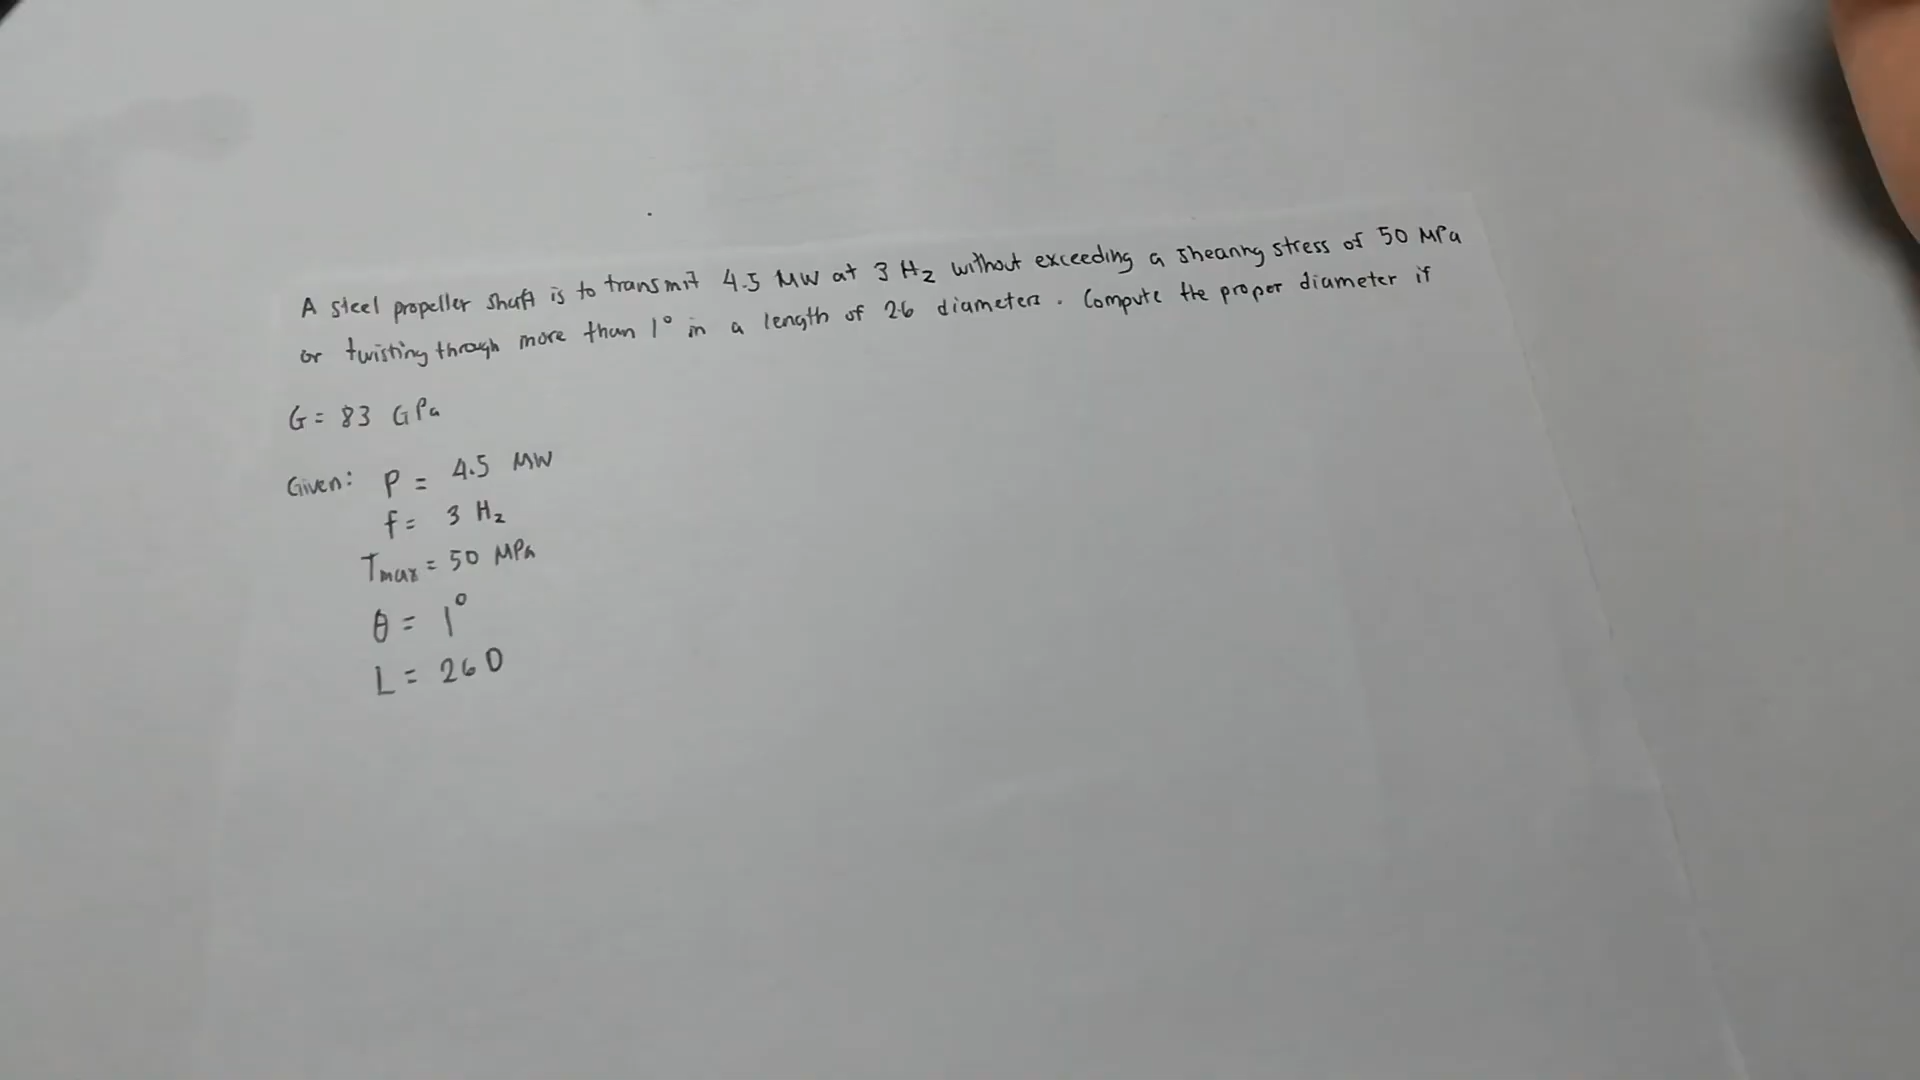 A steel propeller shaft is to transmit 4.5 MW at 3 Hz without exceeding a shearing stress of 50 MPa
or twisting through more than 1° in a length of 26 diameters. Compute the proper diameter if
G = 83 GPa
Given: P = 4.5 MW
f = 3 Hz
Tmax = 50 MPa
θ = 1°
L = 26 D